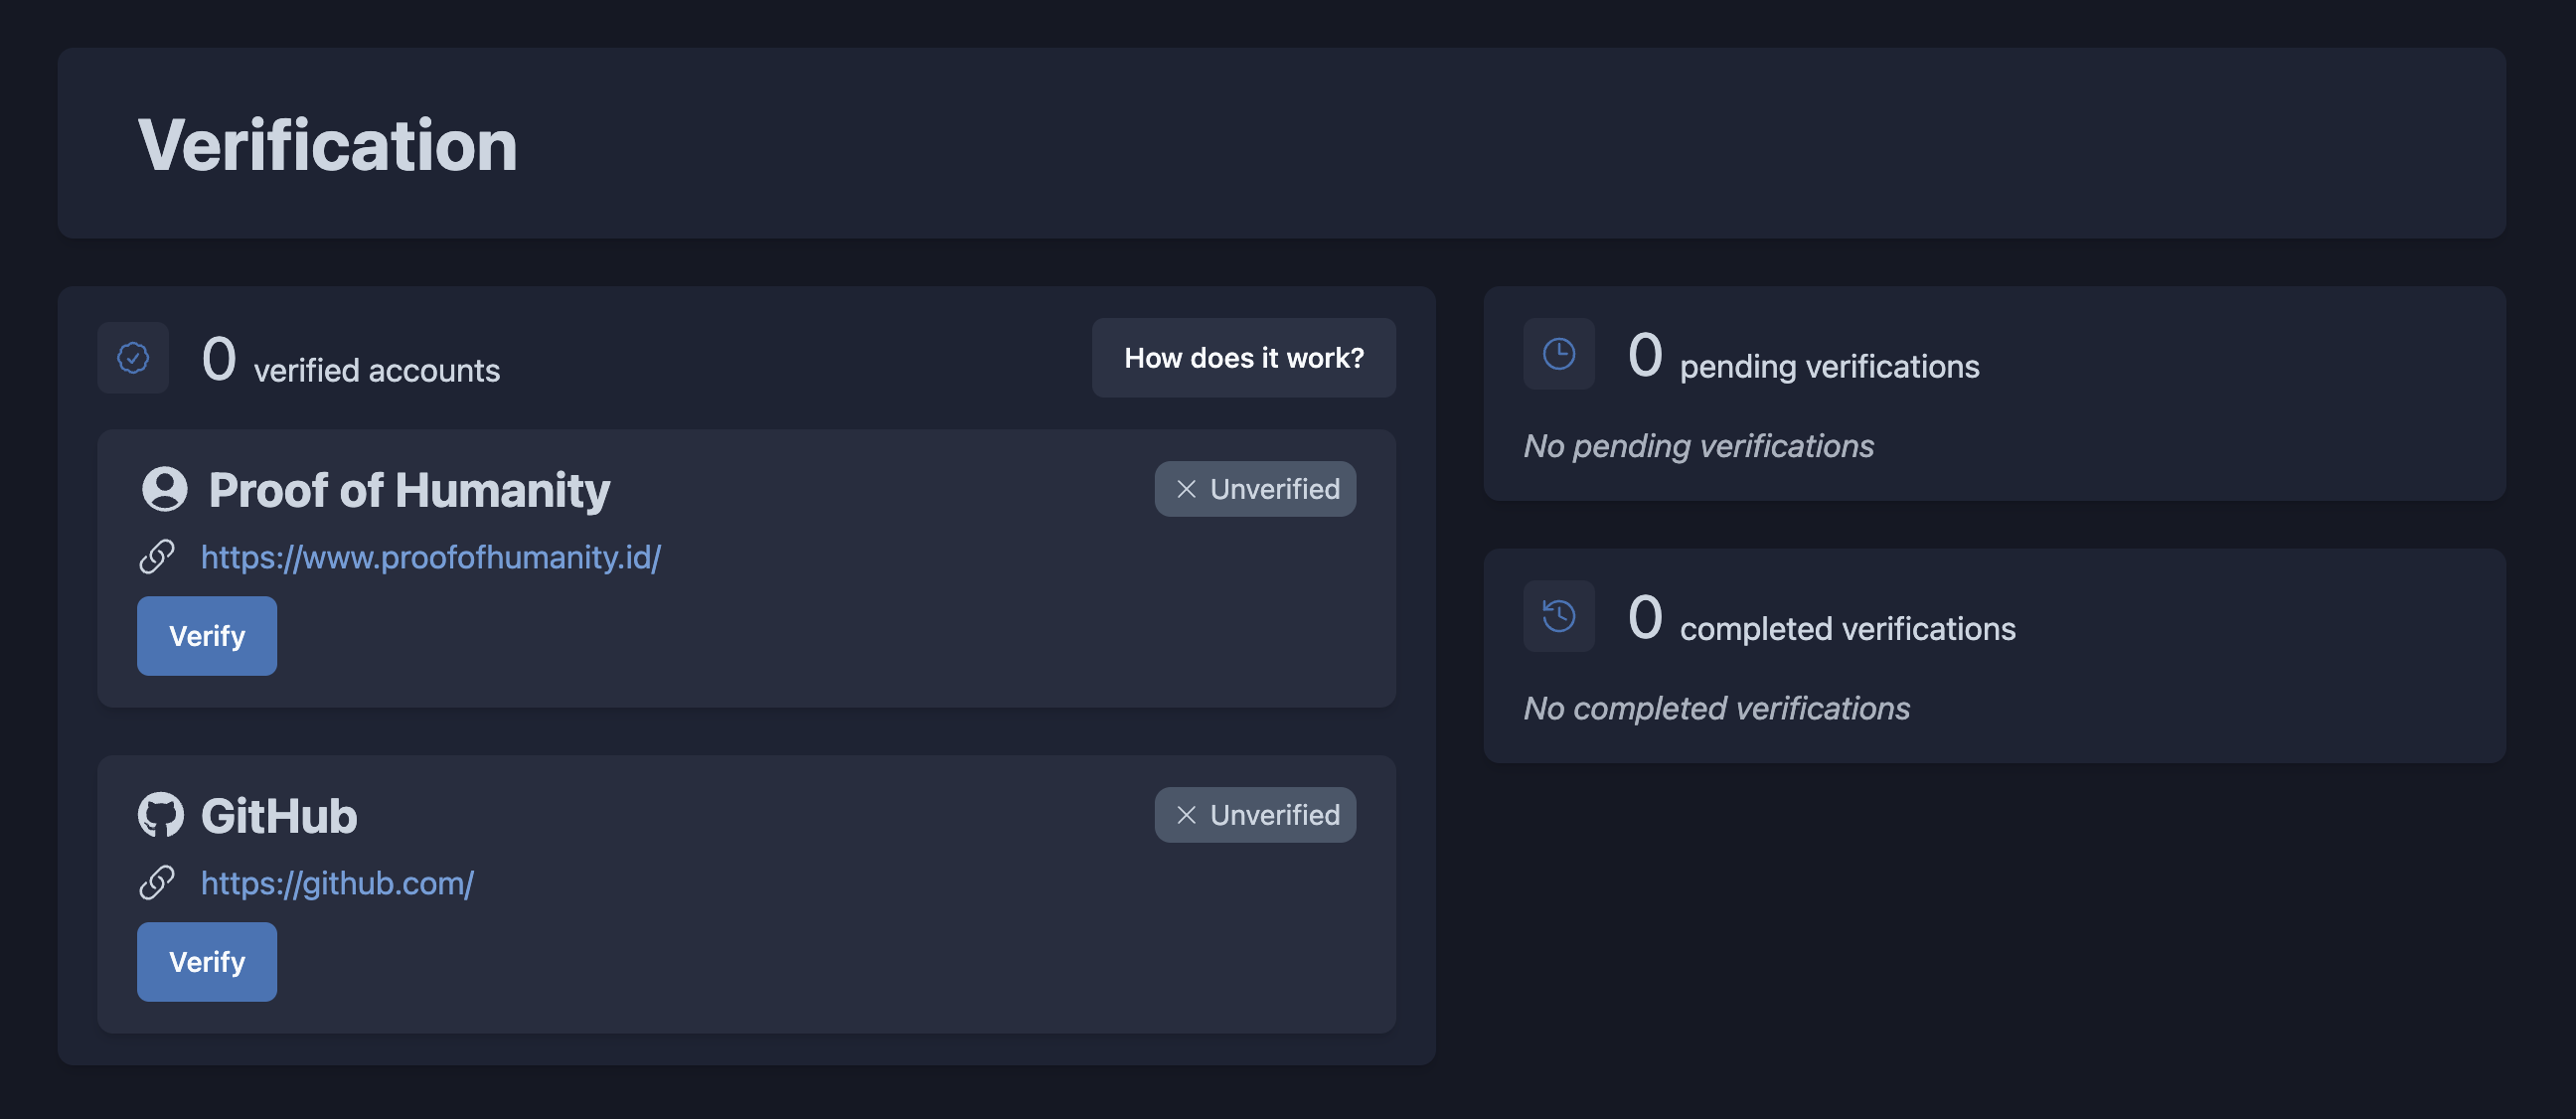 Verification
0 verified accounts
How does it work?
Proof of Humanity
Unverified
https://www.proofofhumanity.id/
Verify
GitHub
Unverified
https://github.com/
Verify
0 pending verifications
No pending verifications
0 completed verifications
No completed verifications